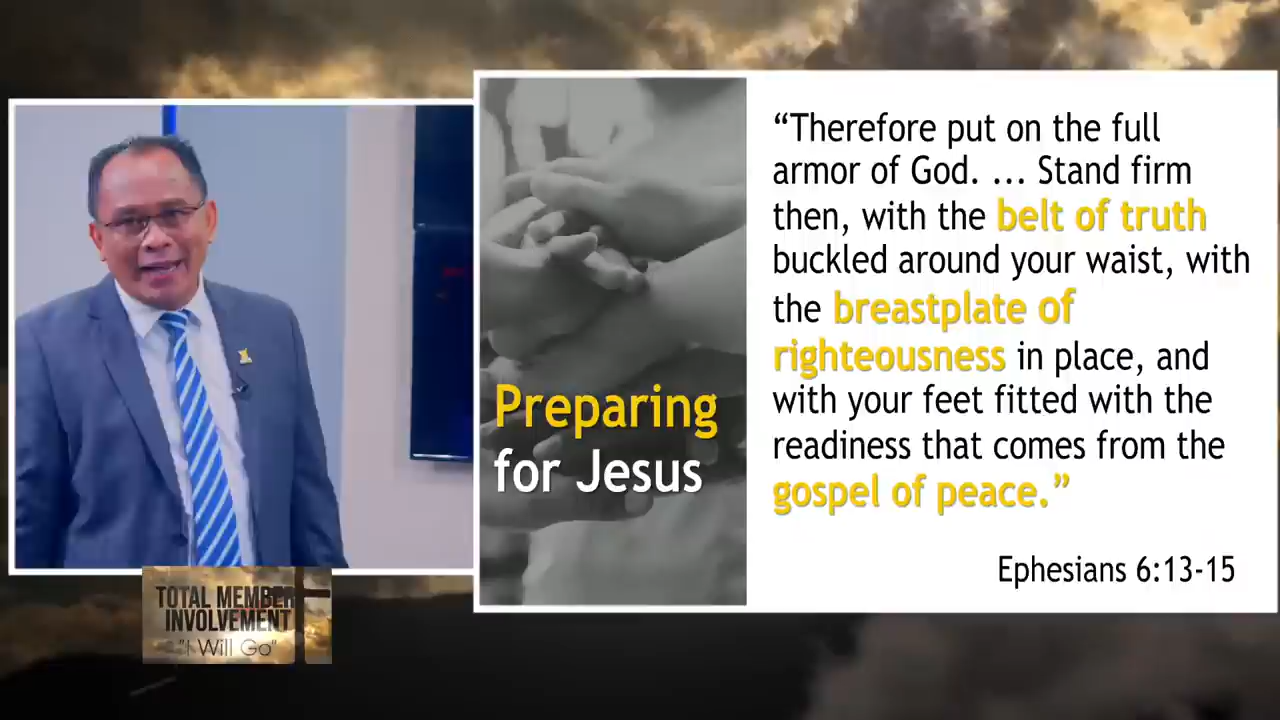 Preparing
for Jesus
“Therefore put on the full
armor of God. ... Stand firm
then, with the belt of truth
buckled around your waist, with
the breastplate of
righteousness in place, and
with your feet fitted with the
readiness that comes from the
gospel of peace.”
Ephesians 6:13-15
TOTAL MEMBER
INVOLVEMENT
"I Will Go"